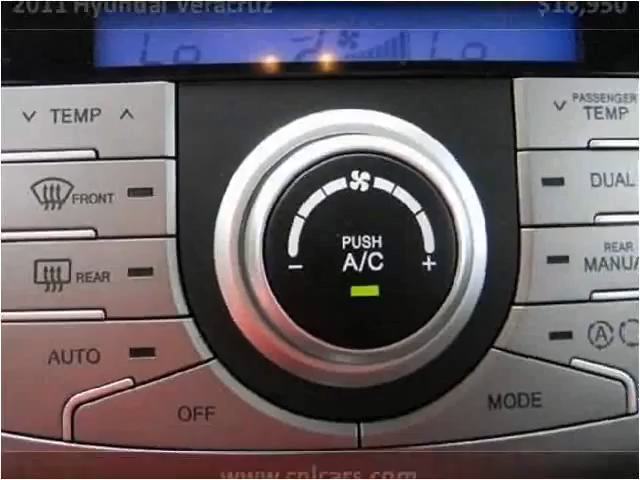 2011 Hyundai Veracruz $18,950
Lo Lo
TEMP
PASSENGER
TEMP
FRONT
DUAL
PUSH
A/C
- +
REAR
REAR
MANUA
AUTO
A
OFF
MODE
www.cnlcars.com